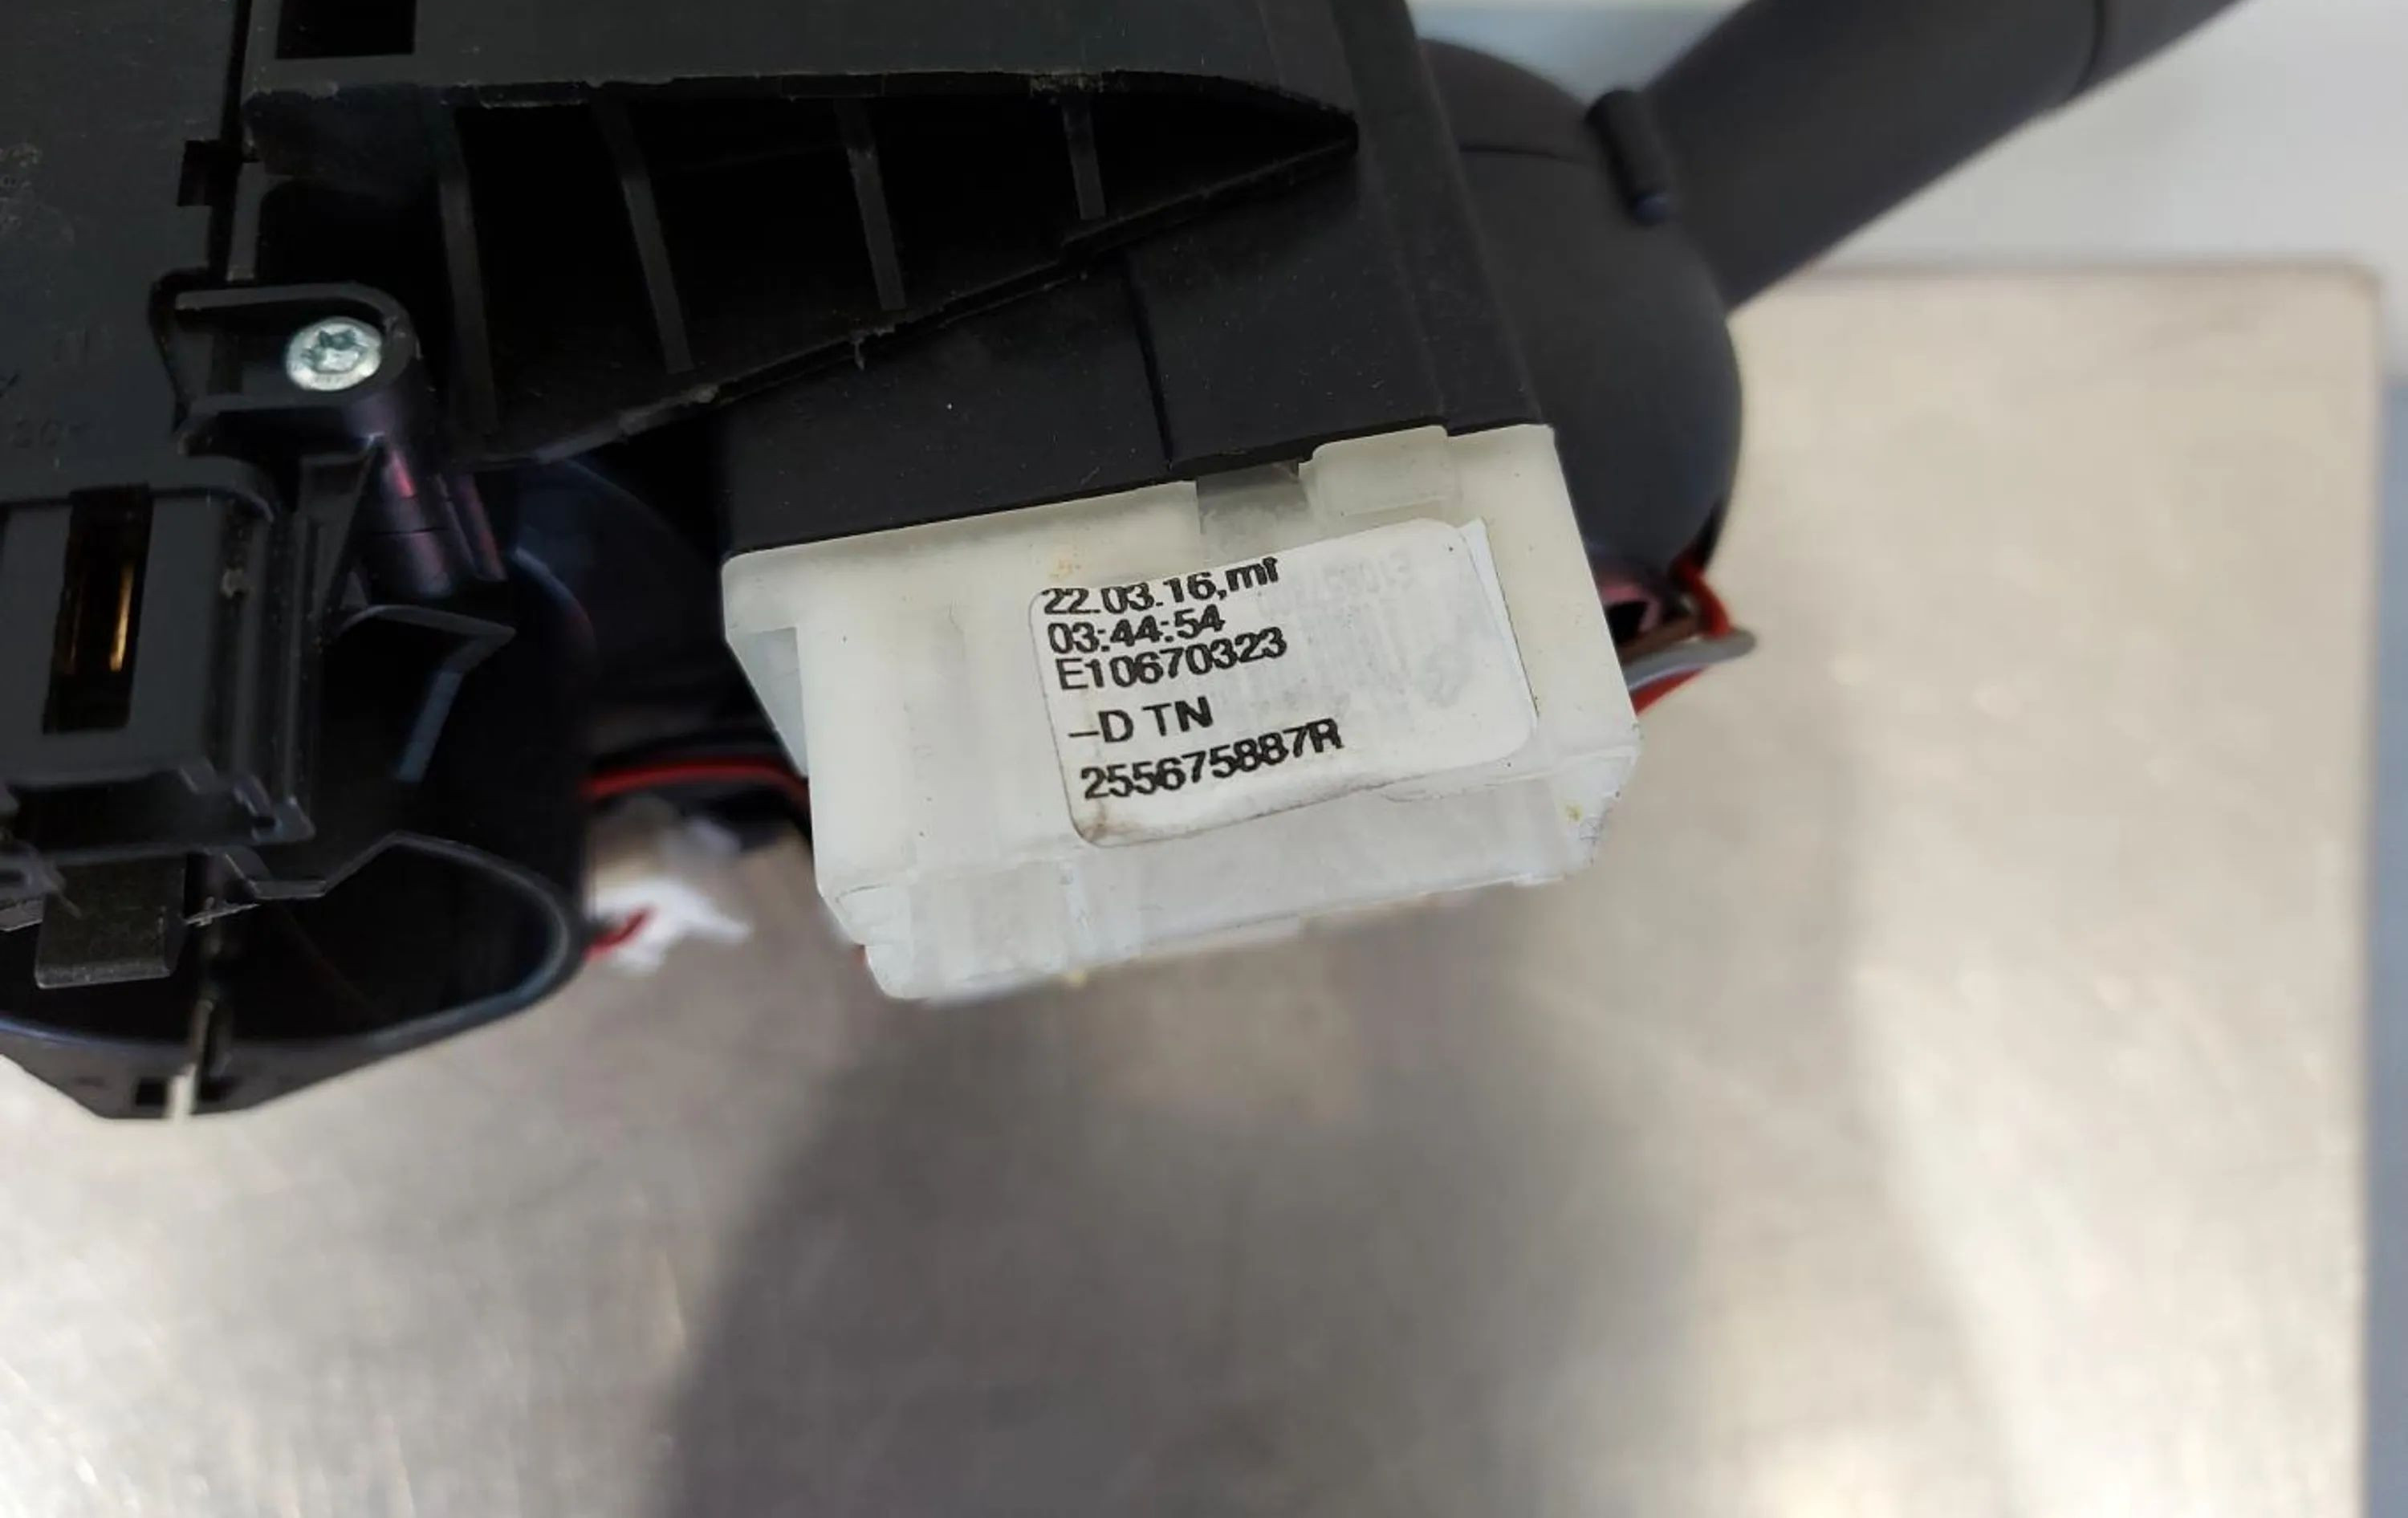 22.03.16,mf
03:44:54
E10670323
–D TN
255675887R